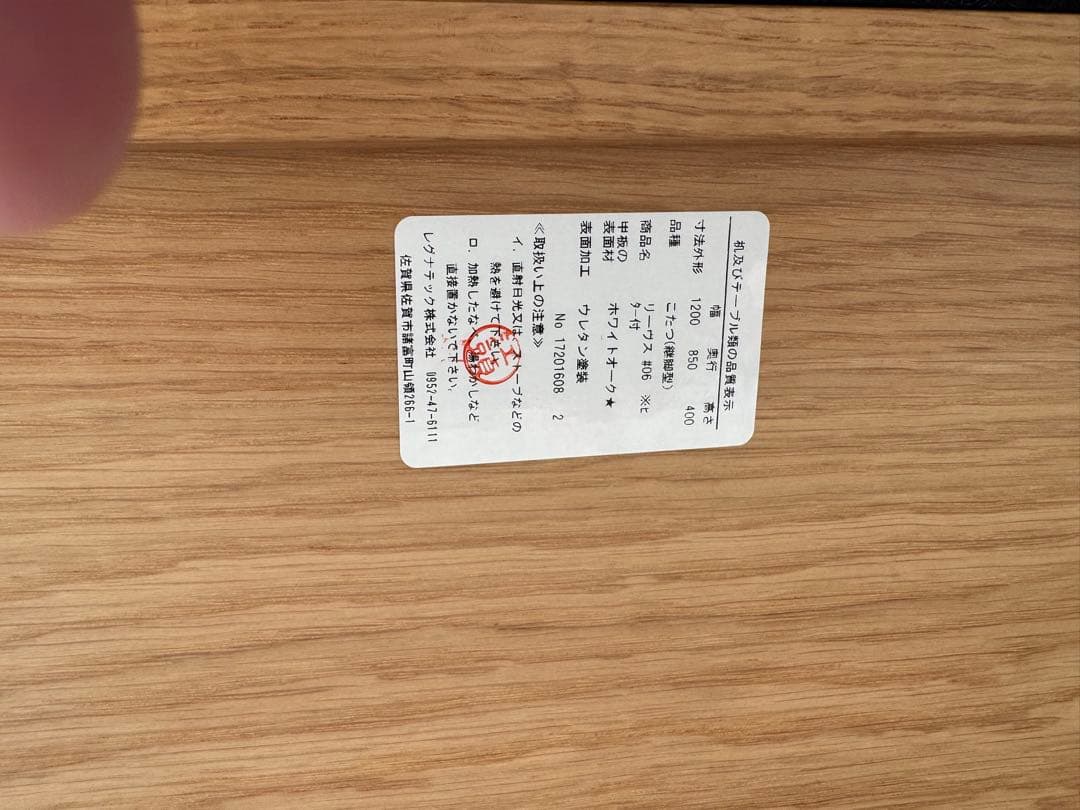 机及びテーブル類の品質表示
幅 奥行 高さ
寸法外形 1200 850 400
品種 こたつ(継脚型)
商品名 リーヴス #06 ※ヒーター付
甲板の表面材 ホワイトオーク★
表面加工 ウレタン塗装
No 17201608 2
≪取扱い上の注意≫
イ. 直射日光又は、ストーブなどの
熱を避けて下さい。
ロ. 加熱したなべ、湯わかしなど
直接置かないで下さい。
レグナテック株式会社 0952-47-6111
佐賀県佐賀市諸富町山領266-1